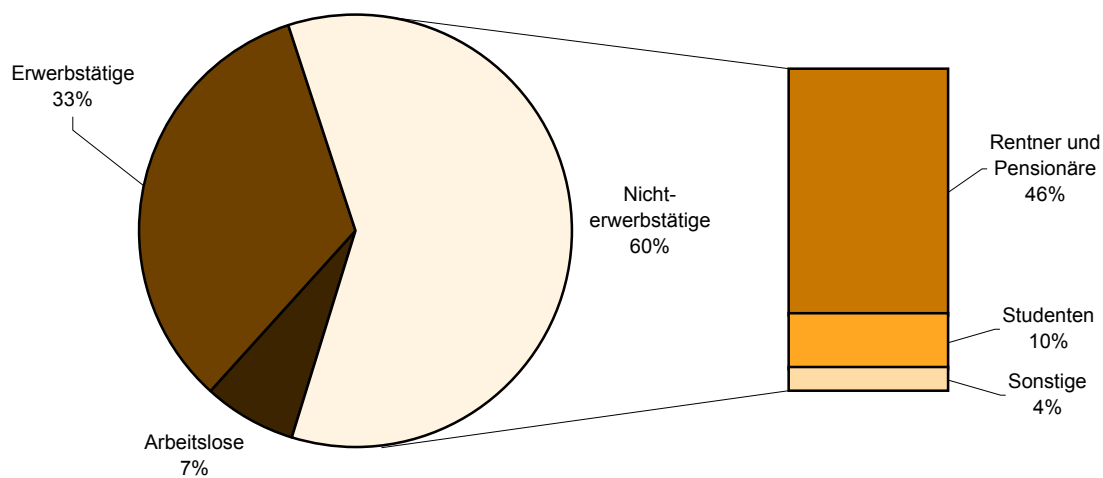 Erwerbstätige
33%
Nicht-
erwerbstätige
60%
Arbeitslose
7%
Rentner und
Pensionäre
46%
Studenten
10%
Sonstige
4%